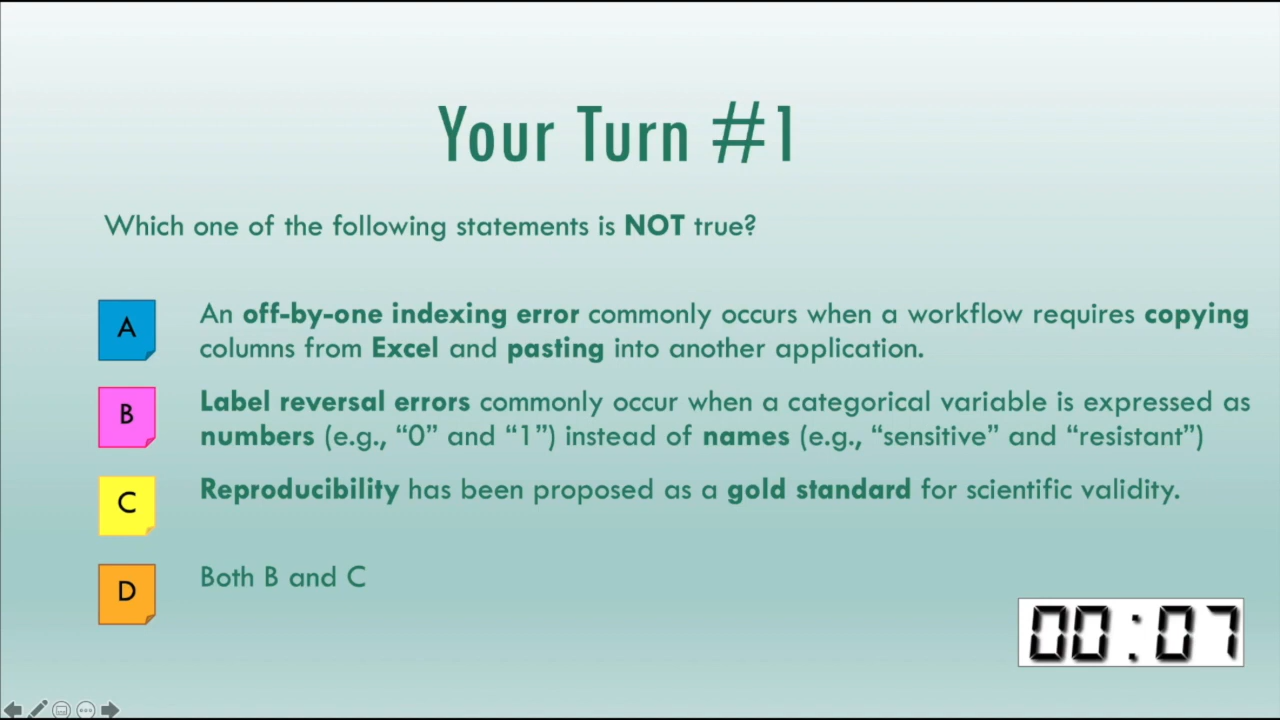 Your Turn #1
Which one of the following statements is NOT true?
A
An off-by-one indexing error commonly occurs when a workflow requires copying
columns from Excel and pasting into another application.
B
Label reversal errors commonly occur when a categorical variable is expressed as
numbers (e.g., “0” and “1”) instead of names (e.g., “sensitive” and “resistant”)
C
Reproducibility has been proposed as a gold standard for scientific validity.
D
Both B and C
00:07